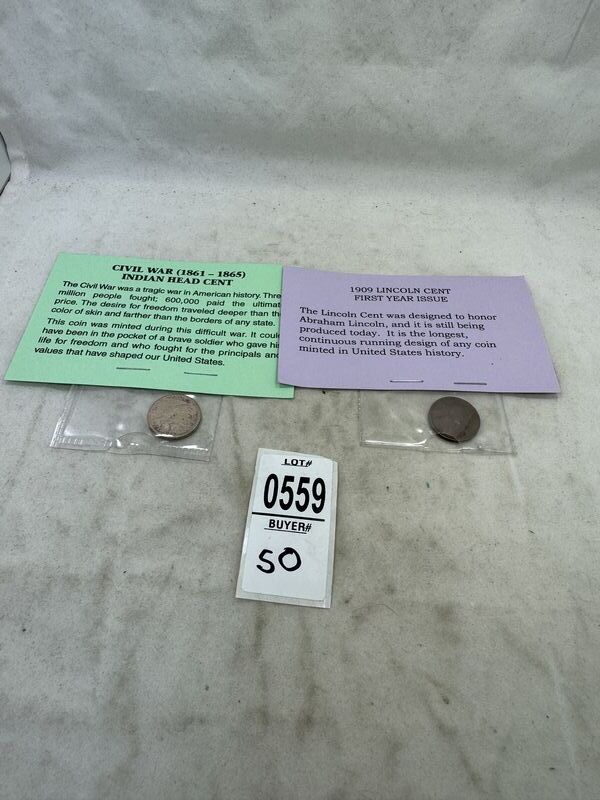 CIVIL WAR (1861 – 1865)
INDIAN HEAD CENT
The Civil War was a tragic war in American history. Thre
million people fought; 600,000 paid the ultimat
price. The desire for freedom traveled deeper than th
color of skin and farther than the borders of any state.
This coin was minted during this difficult war. It coul
have been in the pocket of a brave soldier who gave hi
life for freedom and who fought for the principals and
values that have shaped our United States.
1909 LINCOLN CENT
FIRST YEAR ISSUE
The Lincoln Cent was designed to honor
Abraham Lincoln, and it is still being
produced today. It is the longest,
continuous running design of any coin
minted in United States history.
LOT#
0559
BUYER#
50